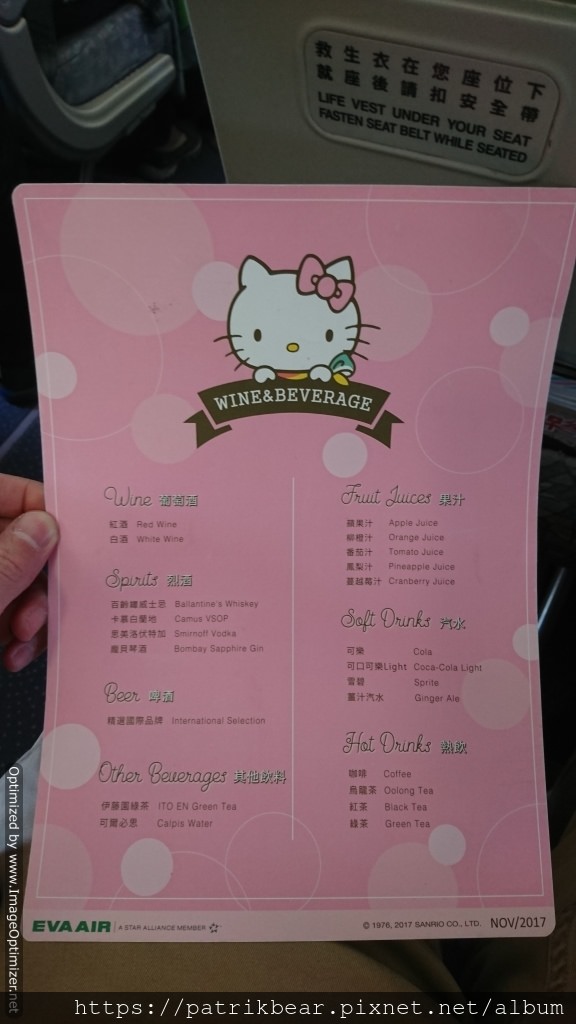 救生衣在您座位下
就座後請扣安全帶
LIFE VEST UNDER YOUR SEAT
FASTEN SEAT BELT WHILE SEATED
WINE&BEVERAGE
Wine 葡萄酒
紅酒 Red Wine
白酒 White Wine
Spirits 烈酒
百齡罈威士忌 Ballantine's Whiskey
卡慕白蘭地 Camus VSOP
思美洛伏特加 Smirnoff Vodka
龐貝琴酒 Bombay Sapphire Gin
Beer 啤酒
精選國際品牌 International Selection
Other Beverages 其他飲料
伊藤園綠茶 ITO EN Green Tea
可爾必思 Calpis Water
Fruit Juices 果汁
蘋果汁 Apple Juice
柳橙汁 Orange Juice
番茄汁 Tomato Juice
鳳梨汁 Pineapple Juice
蔓越莓汁 Cranberry Juice
Soft Drinks 汽水
可樂 Cola
可口可樂Light Coca-Cola Light
雪碧 Sprite
薑汁汽水 Ginger Ale
Hot Drinks 熱飲
咖啡 Coffee
烏龍茶 Oolong Tea
紅茶 Black Tea
綠茶 Green Tea
EVA AIR A STAR ALLIANCE MEMBER
© 1976, 2017 SANRIO CO., LTD. NOV/2017
Optimized by www.ImageOptimizer.net
https://patrikbear.pixnet.net/album